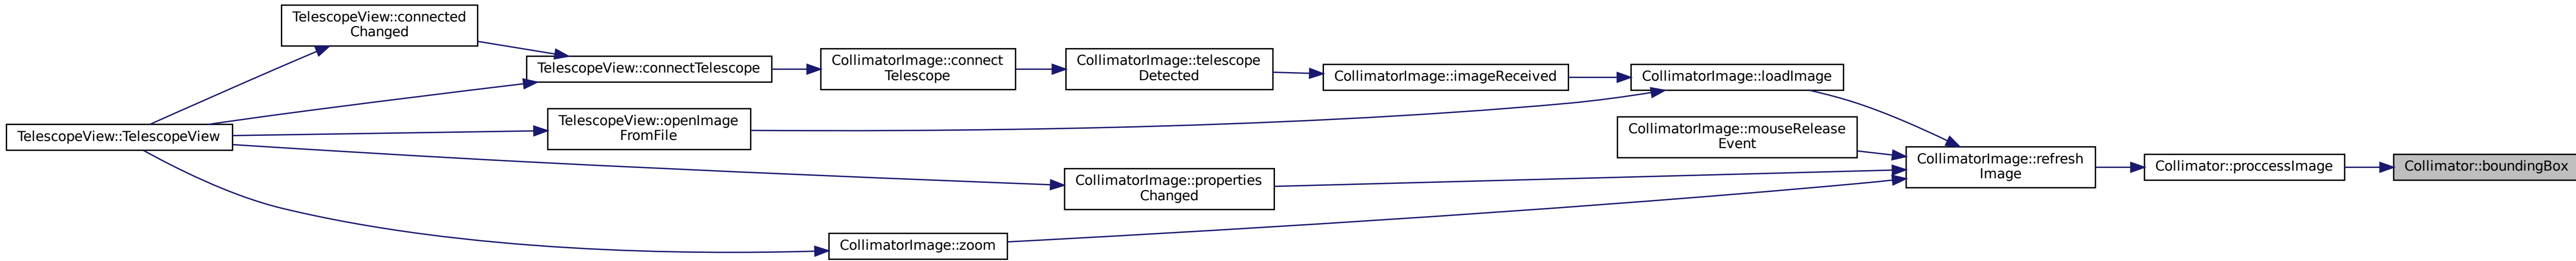 TelescopeView::connected
Changed
TelescopeView::connectTelescope
CollimatorImage::connect
Telescope
CollimatorImage::telescope
Detected
CollimatorImage::imageReceived
CollimatorImage::loadImage
TelescopeView::TelescopeView
TelescopeView::openImage
FromFile
CollimatorImage::mouseRelease
Event
CollimatorImage::refresh
Image
Collimator::proccessImage
Collimator::boundingBox
CollimatorImage::properties
Changed
CollimatorImage::zoom